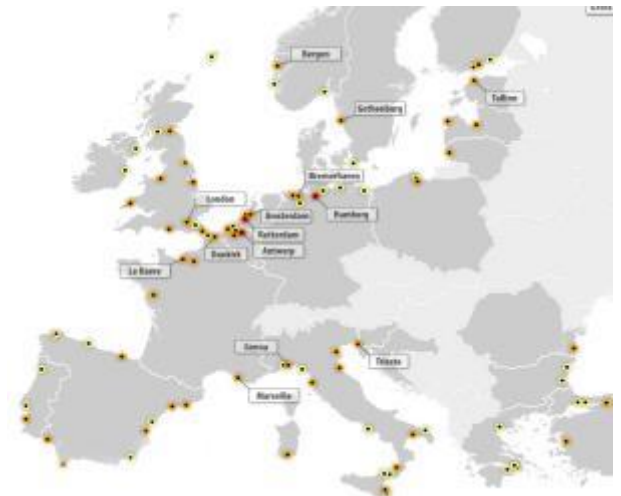 Bergen
Gothenburg
Tallinn
Bremerhaven
London
Amsterdam
Hamburg
Rotterdam
Dunkirk
Antwerp
Le Havre
Genoa
Trieste
Marseille